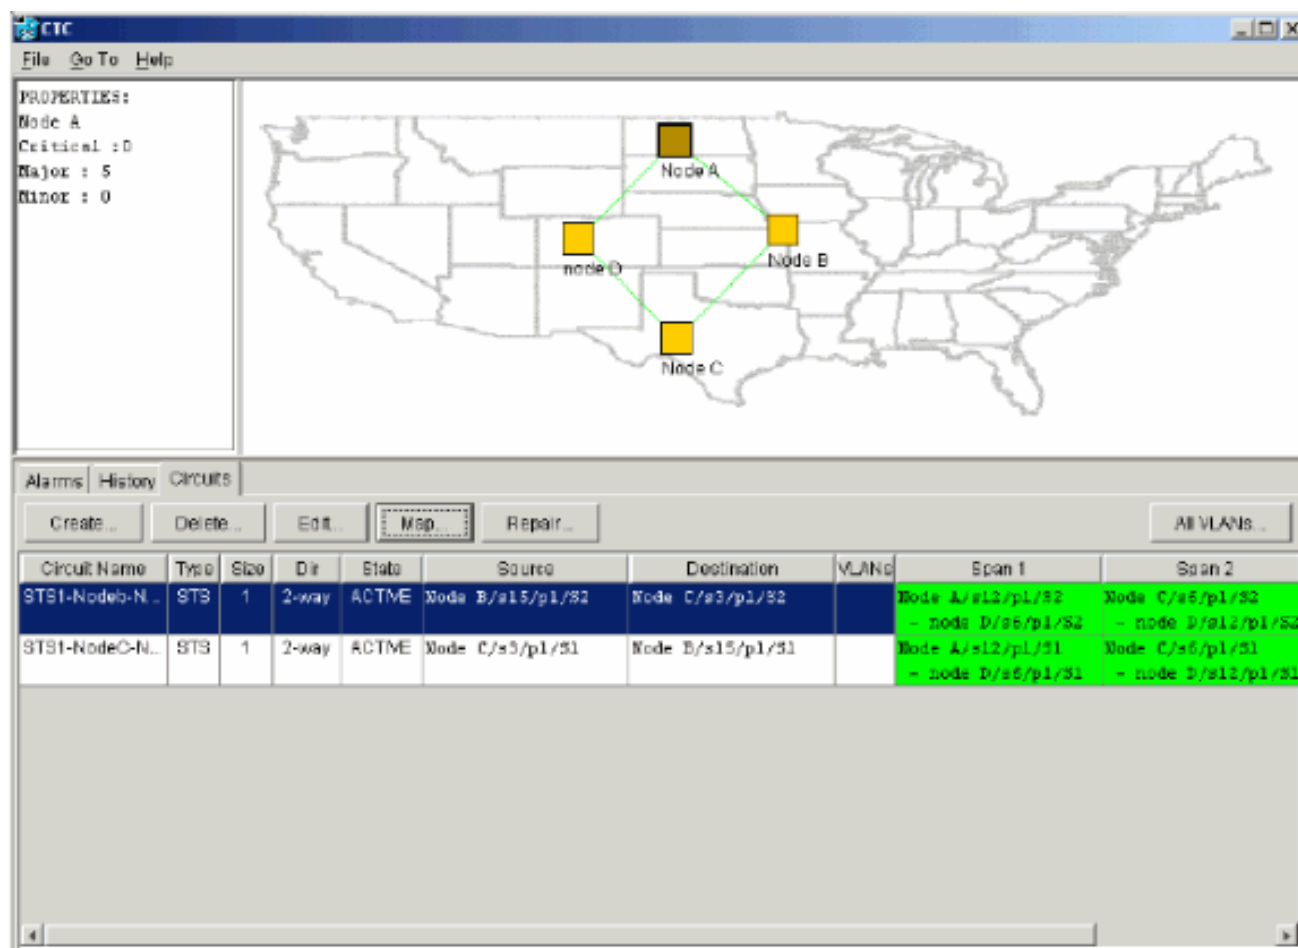 CTC
File Go To Help
PROPERTIES:
Node A
Critical :0
Major : 5
Minor : 0
Node A
node D
Node B
Node C
Alarms History Circuits
Create... Delete... Edit... Map... Repair... All VLANs...
Circuit Name Type Size Dir State Source Destination VLANs Span 1 Span 2
STS1-Nodeb-N... STS 1 2-way ACTIVE Node B/s15/p1/S2 Node C/s3/p1/S2 Node A/s12/p1/S2 Node C/s6/p1/S2
- node D/s6/p1/S2 - node D/s12/p1/S2
STS1-NodeC-N... STS 1 2-way ACTIVE Node C/s3/p1/S1 Node B/s15/p1/S1 Node A/s12/p1/S1 Node C/s6/p1/S1
- node D/s6/p1/S1 - node D/s12/p1/S1